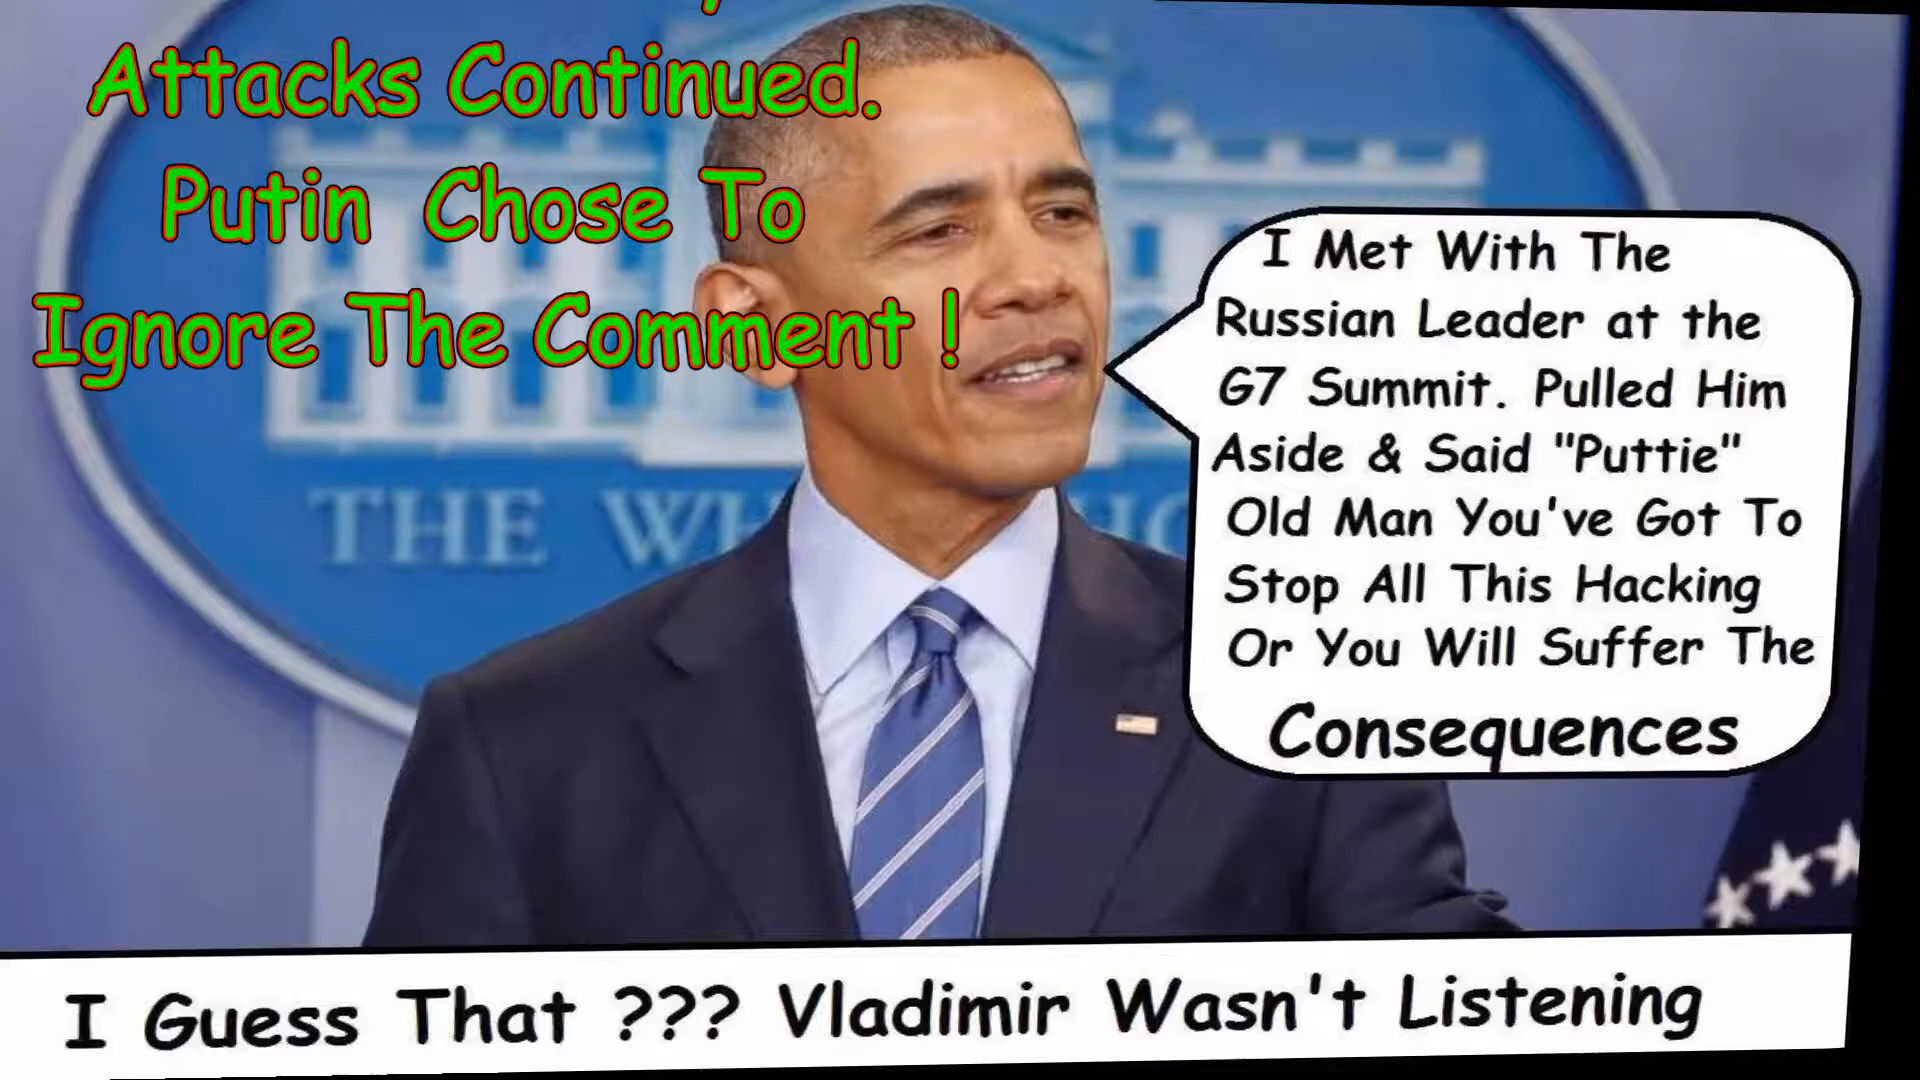 Attacks Continued.
Putin Chose To
Ignore The Comment !
I Met With The
Russian Leader at the
G7 Summit. Pulled Him
Aside & Said "Puttie"
Old Man You've Got To
Stop All This Hacking
Or You Will Suffer The
Consequences
THE WH HO
I Guess That ??? Vladimir Wasn't Listening